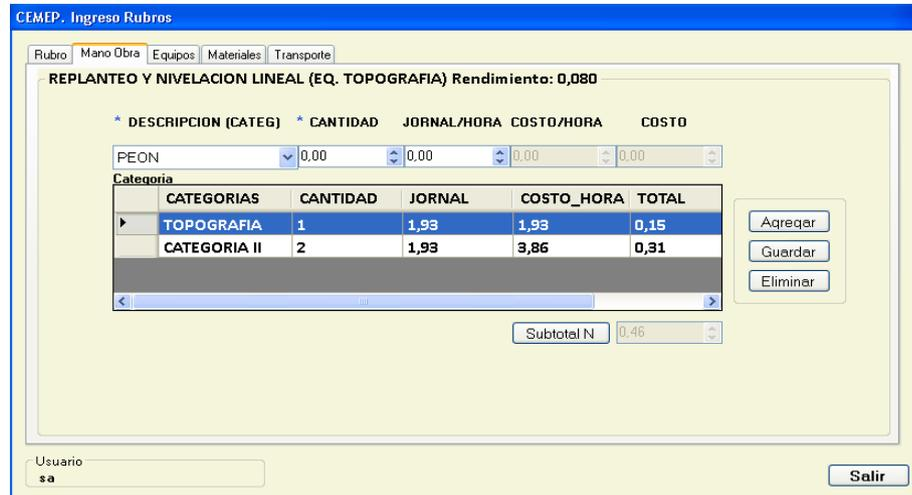 CEMEP. Ingreso Rubros
Rubro Mano Obra Equipos Materiales Transporte
REPLANTEO Y NIVELACION LINEAL (EQ. TOPOGRAFIA) Rendimiento: 0,080
* DESCRIPCION (CATEG) * CANTIDAD JORNAL/HORA COSTO/HORA COSTO
PEON 0,00 0,00 0,00 0,00
Categoria
CATEGORIAS CANTIDAD JORNAL COSTO_HORA TOTAL
TOPOGRAFIA 1 1,93 1,93 0,15
CATEGORIA II 2 1,93 3,86 0,31
Agregar
Guardar
Eliminar
Subtotal N 0,46
Usuario
sa
Salir